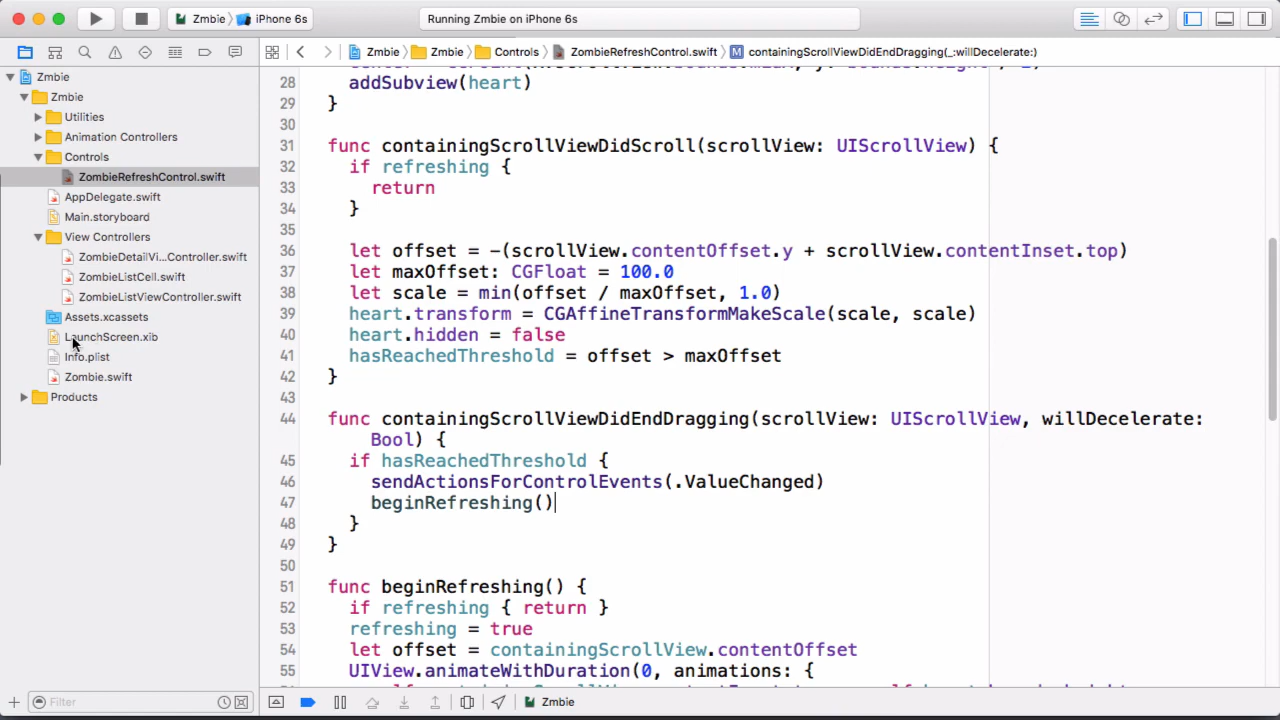 Zmbie
iPhone 6s
Running Zmbie on iPhone 6s
Zmbie
Zmbie
Controls
ZombieRefreshControl.swift
M
containingScrollViewDidEndDragging(_:willDecelerate:)
Zmbie
Zmbie
Utilities
Animation Controllers
Controls
ZombieRefreshControl.swift
AppDelegate.swift
Main.storyboard
View Controllers
ZombieDetailVi...Controller.swift
ZombieListCell.swift
ZombieListViewController.swift
Assets.xcassets
LaunchScreen.xib
Info.plist
Zombie.swift
Products
Filter
28 addSubview(heart)
29 }
30
31 func containingScrollViewDidScroll(scrollView: UIScrollView) {
32 if refreshing {
33 return
34 }
35
36 let offset = -(scrollView.contentOffset.y + scrollView.contentInset.top)
37 let maxOffset: CGFloat = 100.0
38 let scale = min(offset / maxOffset, 1.0)
39 heart.transform = CGAffineTransformMakeScale(scale, scale)
40 heart.hidden = false
41 hasReachedThreshold = offset > maxOffset
42 }
43
44 func containingScrollViewDidEndDragging(scrollView: UIScrollView, willDecelerate:
Bool) {
45 if hasReachedThreshold {
46 sendActionsForControlEvents(.ValueChanged)
47 beginRefreshing()
48 }
49 }
50
51 func beginRefreshing() {
52 if refreshing { return }
53 refreshing = true
54 let offset = containingScrollView.contentOffset
55 UIView.animateWithDuration(0, animations: {
Zmbie